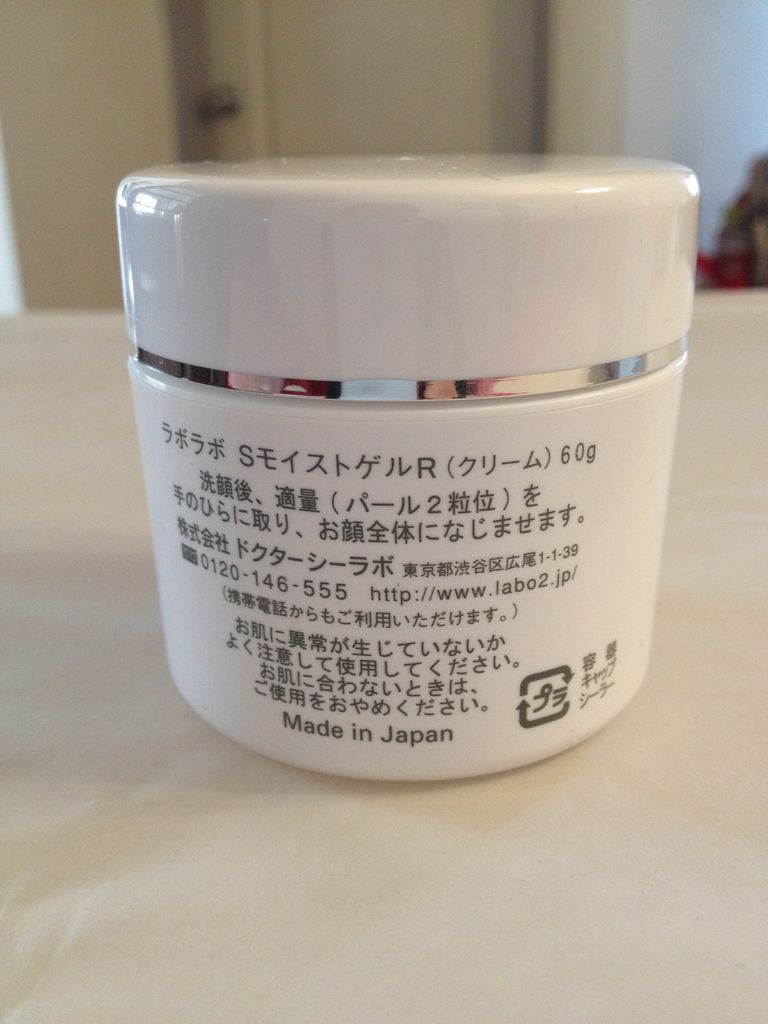 ラボラボ SモイストゲルR(クリーム)60g
洗顔後、適量(パール2粒位)を
手のひらに取り、お顔全体になじませます。
株式会社 ドクターシーラボ 東京都渋谷区広尾1-1-39
0120-146-555 http://www.labo2.jp/
(携帯電話からもご利用いただけます。)
お肌に異常が生じていないか
よく注意して使用してください。
お肌に合わないときは、
ご使用をおやめください。
Made in Japan
プラ
容器
キャップ
シーラー